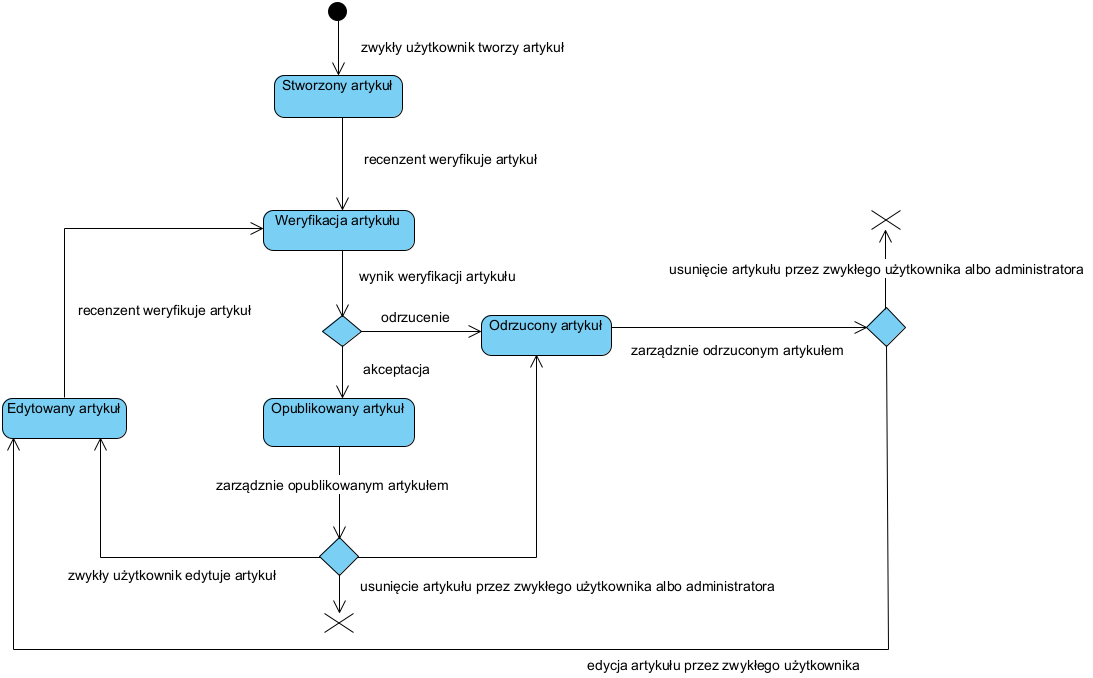 zwykły użytkownik tworzy artykuł
Stworzony artykuł
recenzent weryfikuje artykuł
Weryfikacja artykułu
wynik weryfikacji artykułu
usunięcie artykułu przez zwykłego użytkownika albo administratora
recenzent weryfikuje artykuł
odrzucenie
Odrzucony artykuł
zarządznie odrzuconym artykułem
akceptacja
Edytowany artykuł
Opublikowany artykuł
zarządznie opublikowanym artykułem
zwykły użytkownik edytuje artykuł
usunięcie artykułu przez zwykłego użytkownika albo administratora
edycja artykułu przez zwykłego użytkownika